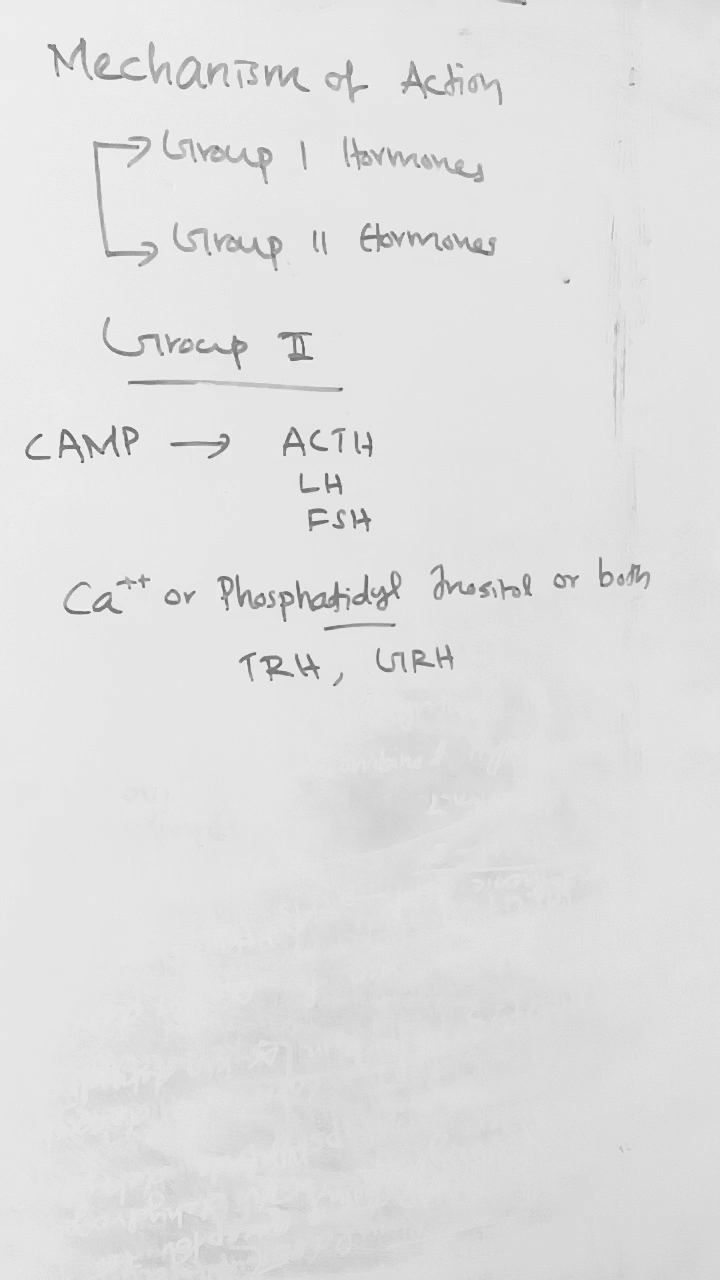 Mechanism of Action
Group I Hormones
Group II Hormones
Group II
CAMP → ACTH
LH
FSH
Ca++ or Phosphatidyl Inositol or both
TRH, GRH